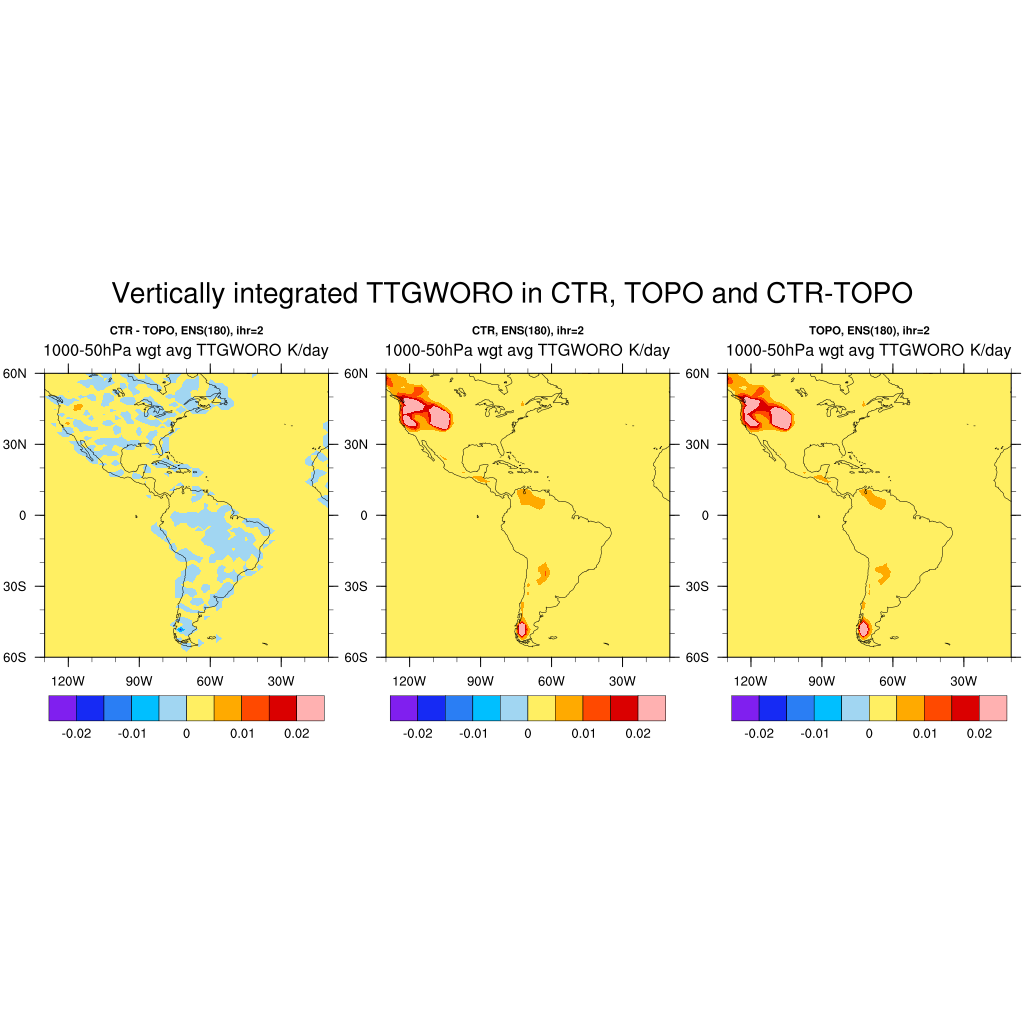 Vertically integrated TTGWORO in CTR, TOPO and CTR-TOPO
CTR - TOPO, ENS(180), ihr=2
1000-50hPa wgt avg TTGWORO K/day
60N
30N
0
30S
60S
120W 90W 60W 30W
-0.02 -0.01 0 0.01 0.02
CTR, ENS(180), ihr=2
1000-50hPa wgt avg TTGWORO K/day
60N
30N
0
30S
60S
120W 90W 60W 30W
-0.02 -0.01 0 0.01 0.02
TOPO, ENS(180), ihr=2
1000-50hPa wgt avg TTGWORO K/day
60N
30N
0
30S
60S
120W 90W 60W 30W
-0.02 -0.01 0 0.01 0.02